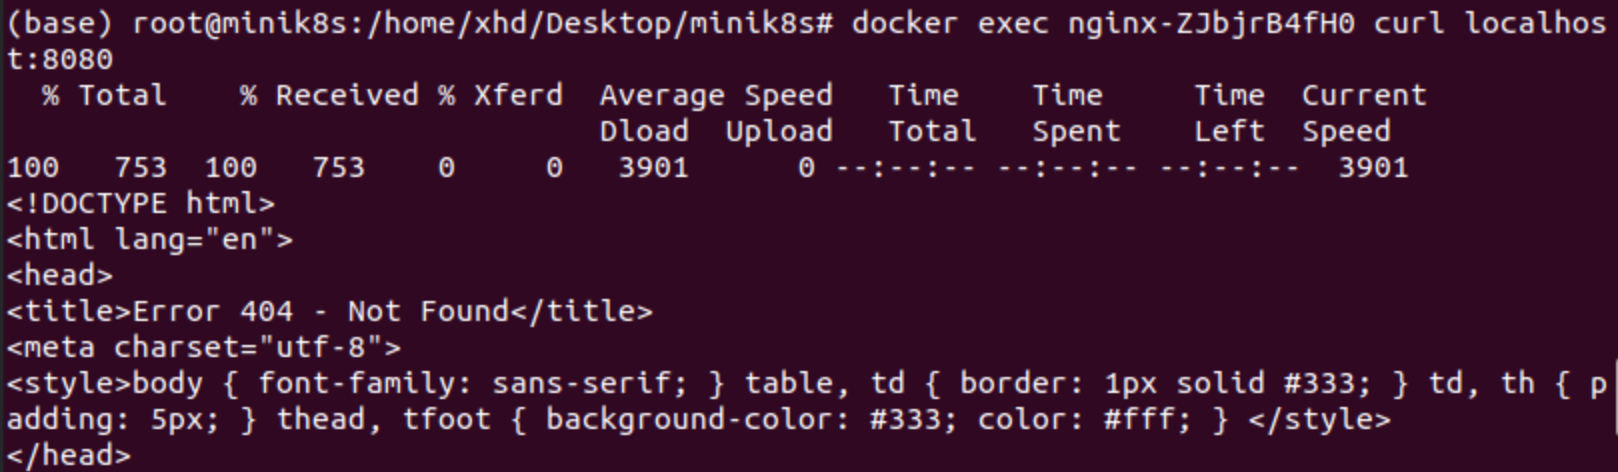 (base) root@minik8s:/home/xhd/Desktop/minik8s# docker exec nginx-ZJbjrB4fH0 curl localhos
t:8080
  % Total    % Received % Xferd  Average Speed   Time    Time     Time  Current
                                 Dload  Upload   Total   Spent    Left  Speed
100   753  100   753    0     0   3901      0 --:--:-- --:--:-- --:--:--  3901
<!DOCTYPE html>
<html lang="en">
<head>
<title>Error 404 - Not Found</title>
<meta charset="utf-8">
<style>body { font-family: sans-serif; } table, td { border: 1px solid #333; } td, th { p
adding: 5px; } thead, tfoot { background-color: #333; color: #fff; } </style>
</head>